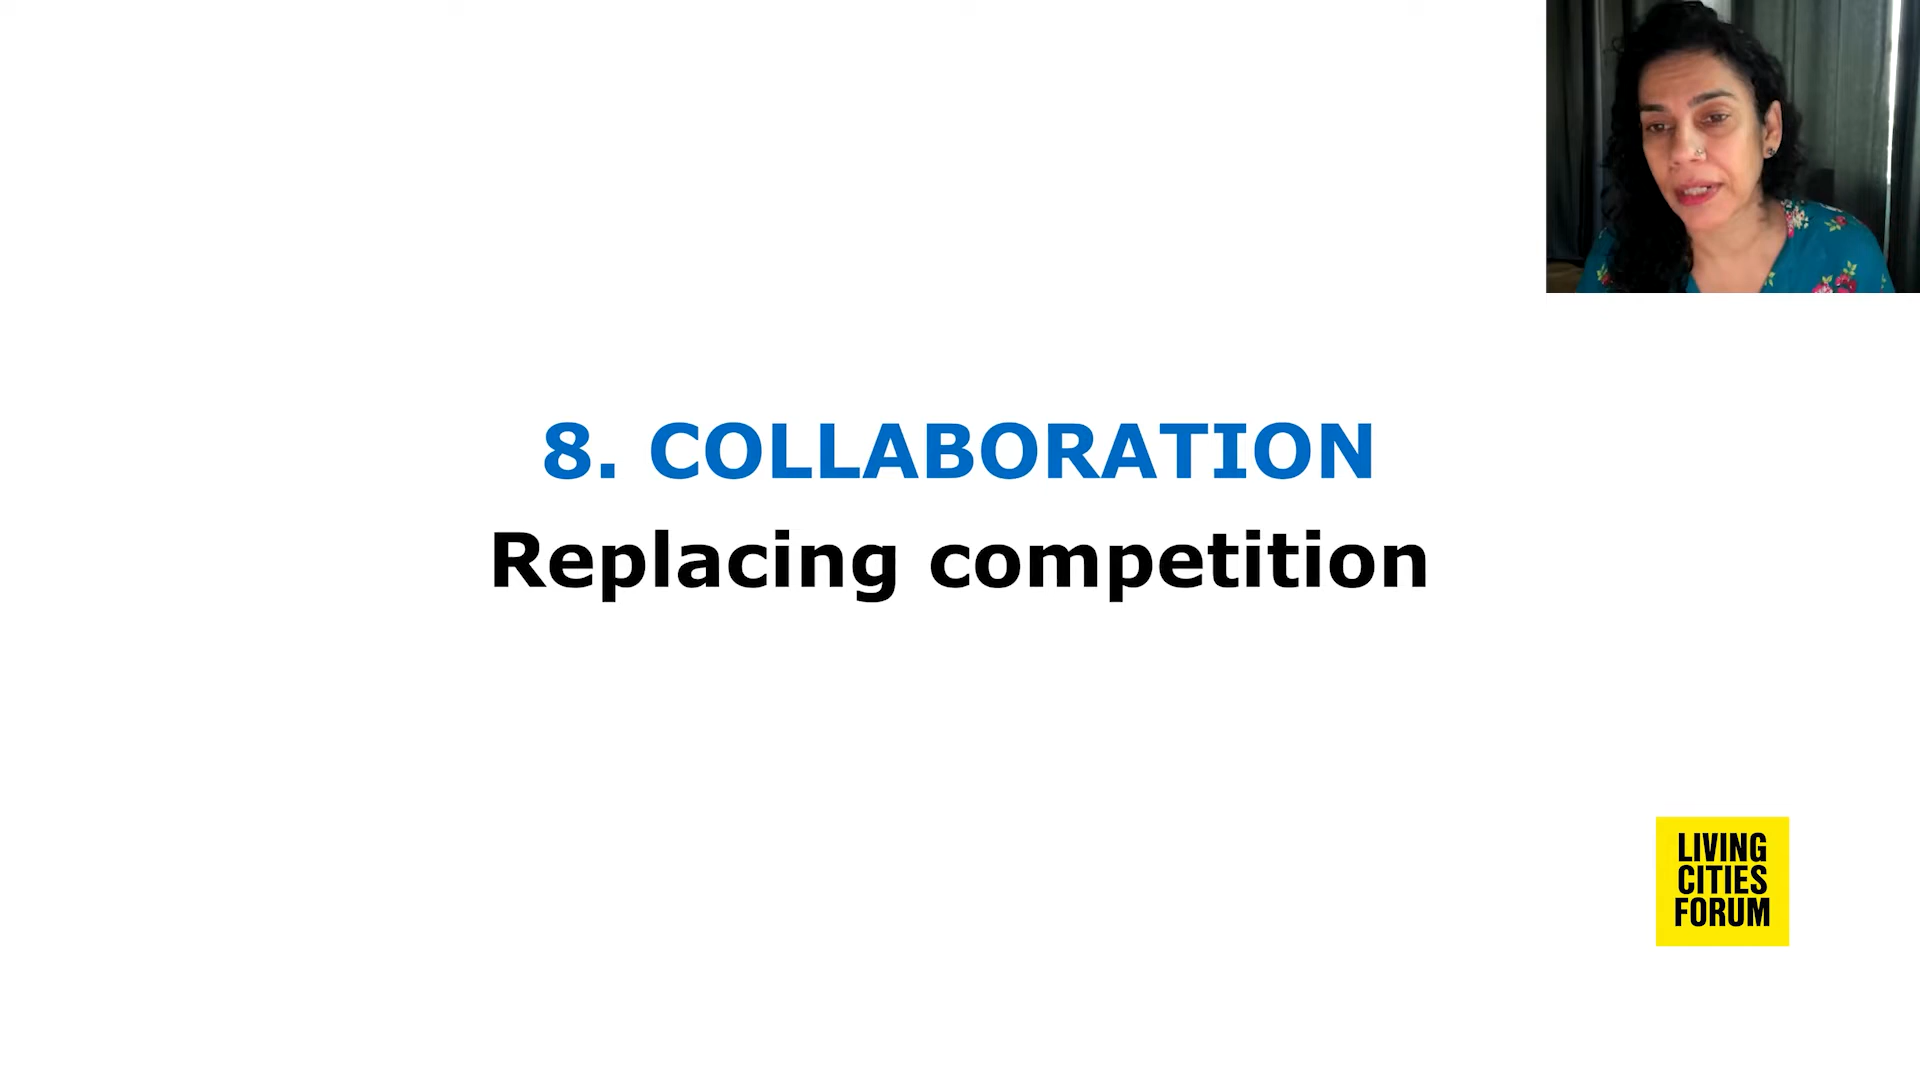 8. COLLABORATION
Replacing competition
LIVING
CITIES
FORUM